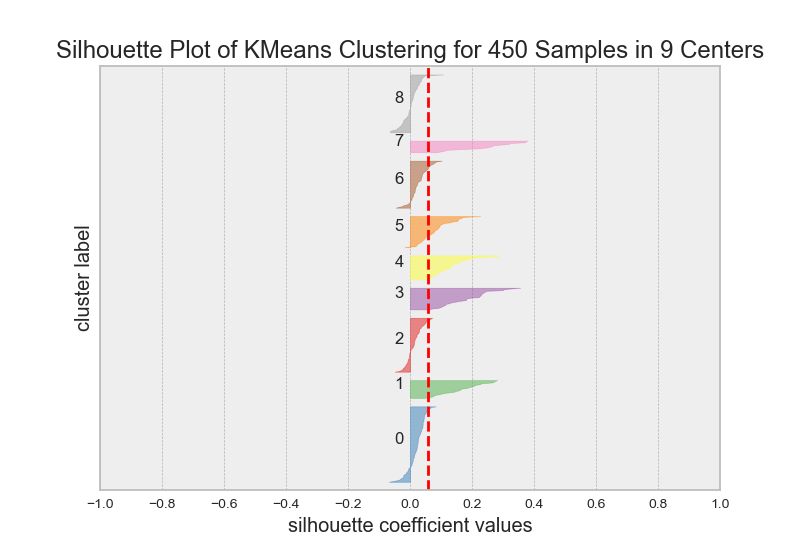 Silhouette Plot of KMeans Clustering for 450 Samples in 9 Centers
cluster label
8
7
6
5
4
3
2
1
0
−1.0 −0.8 −0.6 −0.4 −0.2 0.0 0.2 0.4 0.6 0.8 1.0
silhouette coefficient values